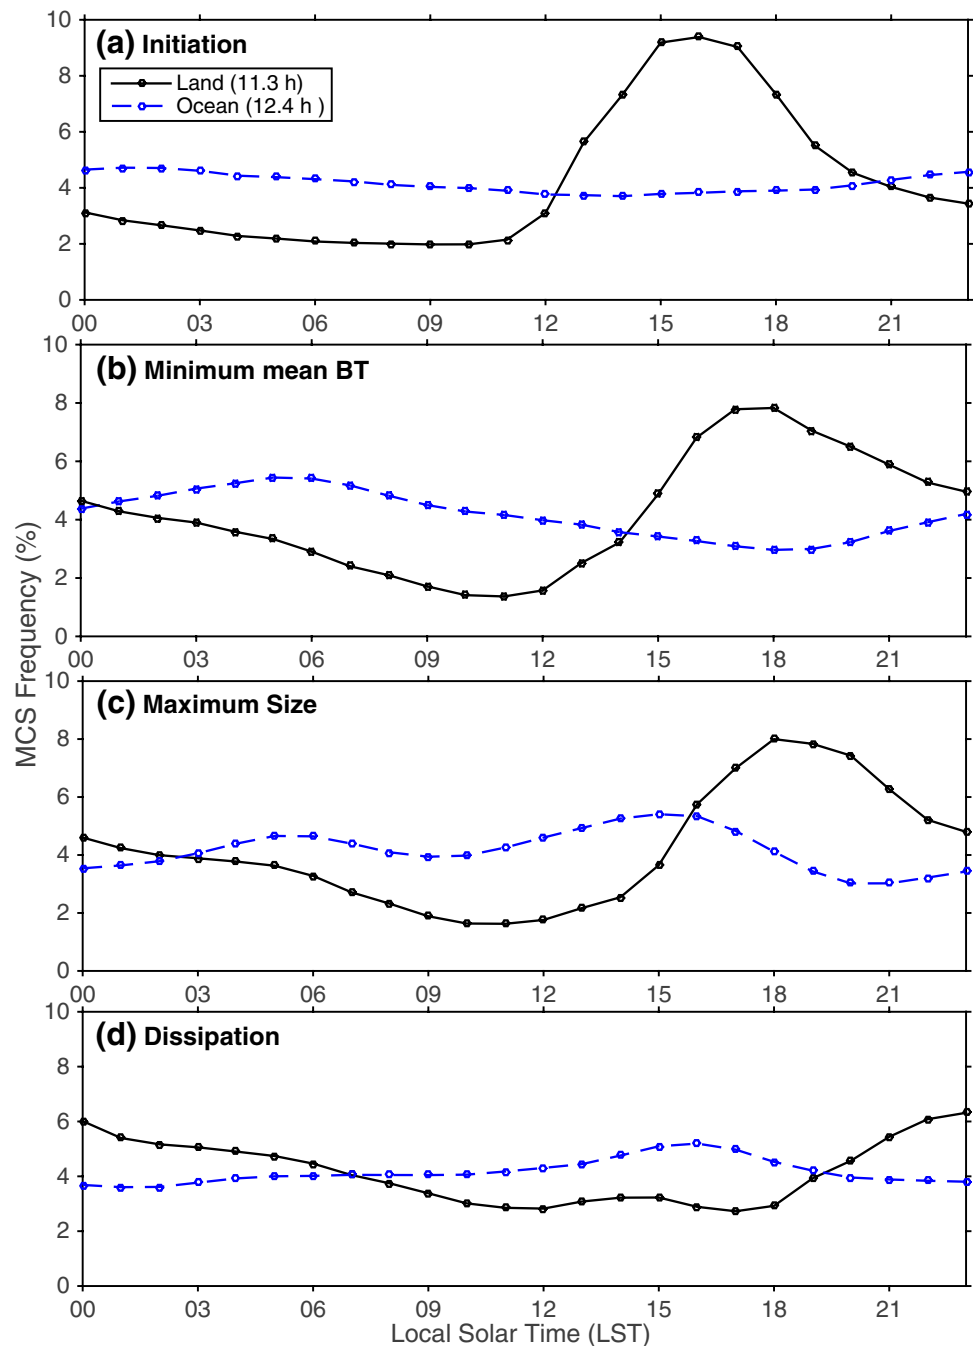 (a) Initiation
Land (11.3 h)
Ocean (12.4 h )
10
8
6
4
2
0
00 03 06 09 12 15 18 21
(b) Minimum mean BT
10
8
6
4
2
0
00 03 06 09 12 15 18 21
MCS Frequency (%)
(c) Maximum Size
10
8
6
4
2
0
00 03 06 09 12 15 18 21
(d) Dissipation
10
8
6
4
2
0
00 03 06 09 12 15 18 21
Local Solar Time (LST)